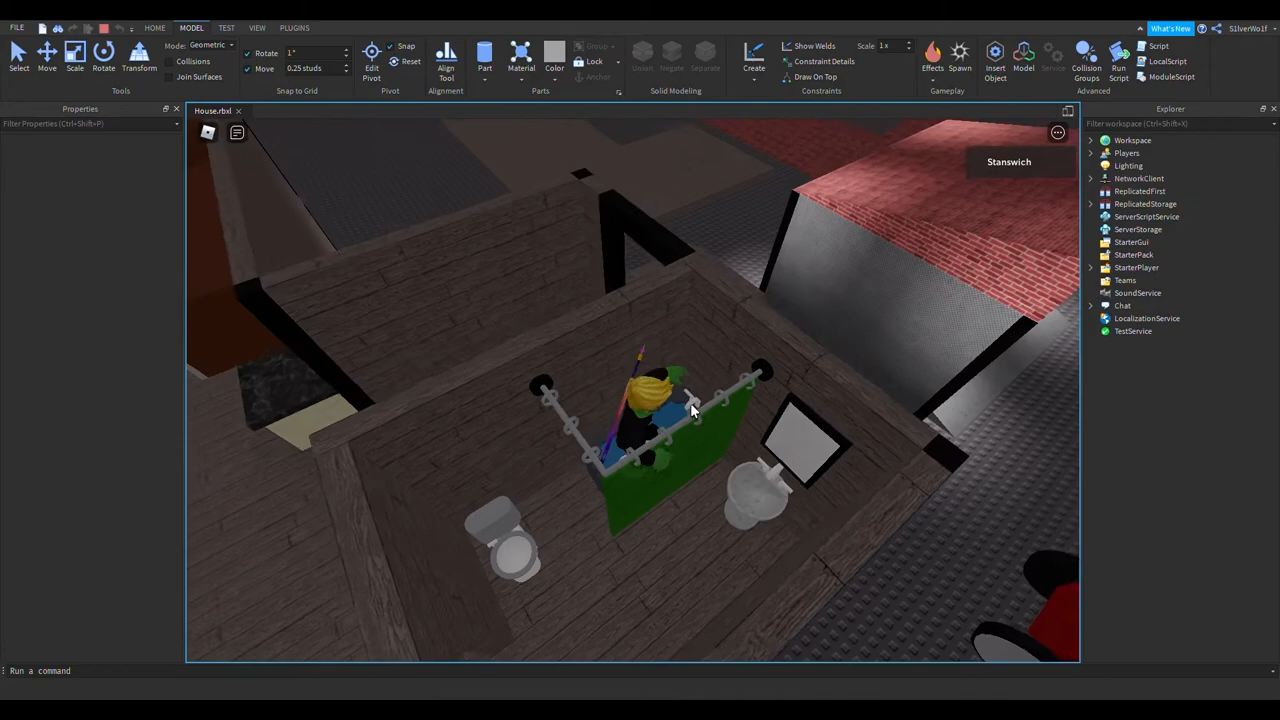 FILE HOME MODEL TEST VIEW PLUGINS What's New S1lverWo1f
Select Move Scale Rotate Transform
Mode: Geometric
Collisions
Join Surfaces
Tools
Rotate 1°
Move 0.25 studs
Snap to Grid
Edit Pivot
Snap
Reset
Pivot
Align Tool
Alignment
Part Material Color
Group
Lock
Anchor
Parts
Union Negate Separate
Solid Modeling
Create
Show Welds
Constraint Details
Draw On Top
Scale 1x
Constraints
Effects Spawn
Gameplay
Insert Object
Model
Service
Collision Groups
Run Script
Script
LocalScript
ModuleScript
Advanced
Properties
Filter Properties (Ctrl+Shift+P)
House.rbxl
Stanswich
Explorer
Filter workspace (Ctrl+Shift+X)
Workspace
Players
Lighting
NetworkClient
ReplicatedFirst
ReplicatedStorage
ServerScriptService
ServerStorage
StarterGui
StarterPack
StarterPlayer
Teams
SoundService
Chat
LocalizationService
TestService
Run a command